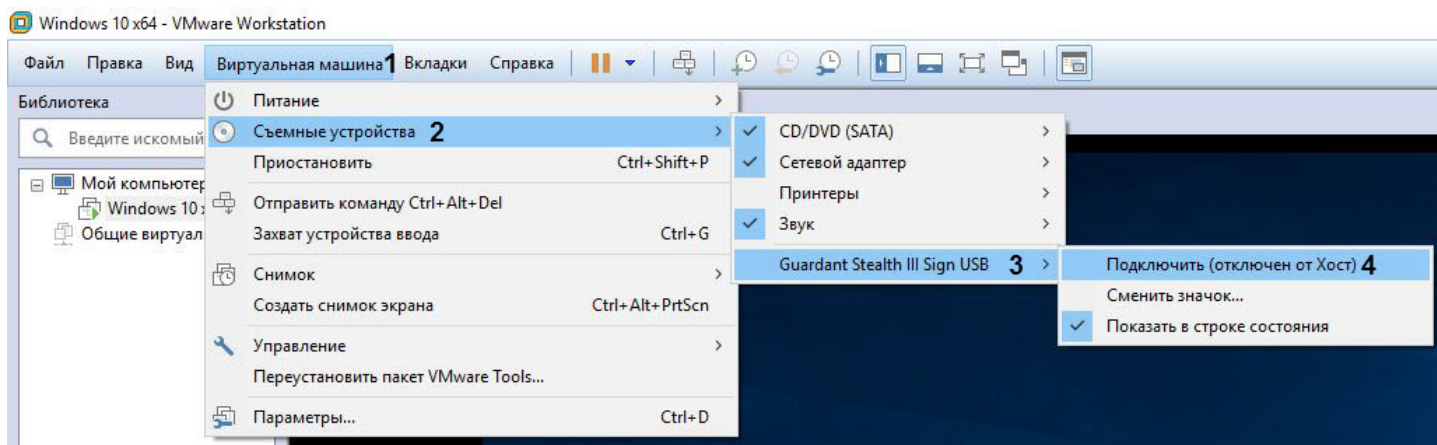 Windows 10 x64 - VMware Workstation
Файл Правка Вид Виртуальная машина 1 Вкладки Справка
Библиотека
Введите искомый
Мой компьютер
Windows 10
Общие виртуал
Питание
Съемные устройства 2
Приостановить Ctrl+Shift+P
Отправить команду Ctrl+Alt+Del
Захват устройства ввода Ctrl+G
Снимок
Создать снимок экрана Ctrl+Alt+PrtScn
Управление
Переустановить пакет VMware Tools...
Параметры... Ctrl+D
CD/DVD (SATA)
Сетевой адаптер
Принтеры
Звук
Guardant Stealth III Sign USB 3
Подключить (отключен от Хост) 4
Сменить значок...
Показать в строке состояния